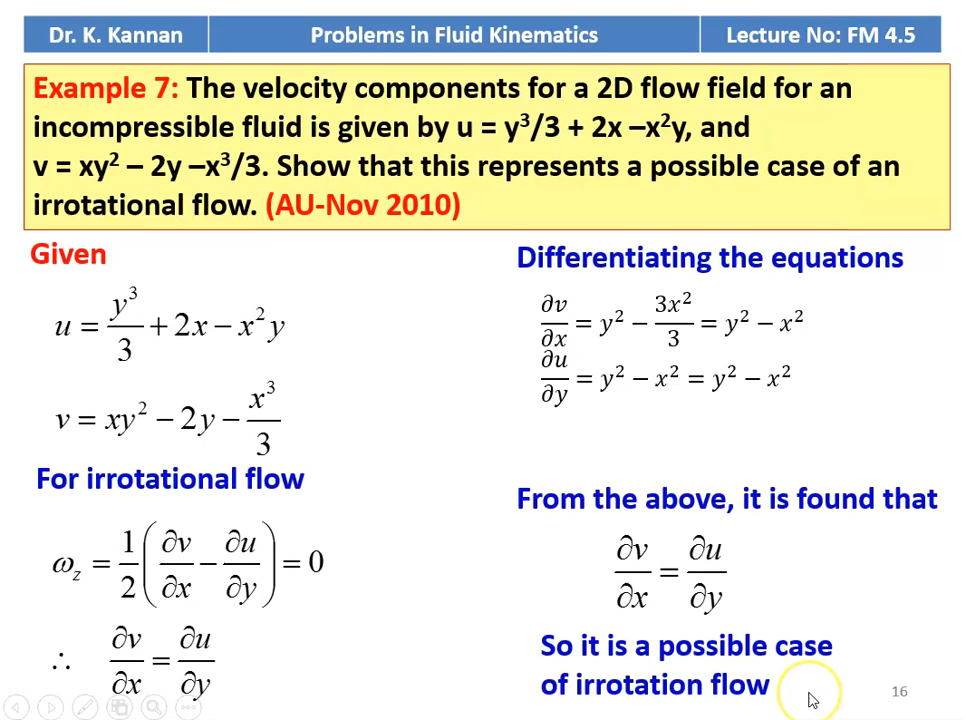 Dr. K. Kannan
Problems in Fluid Kinematics
Lecture No: FM 4.5
Example 7: The velocity components for a 2D flow field for an
incompressible fluid is given by u = y³/3 + 2x –x²y, and
v = xy² – 2y –x³/3. Show that this represents a possible case of an
irrotational flow. (AU-Nov 2010)
Given
u = y³/3 + 2x − x²y
v = xy² − 2y − x³/3
For irrotational flow
ω_z = 1/2 (∂v/∂x − ∂u/∂y) = 0
∴ ∂v/∂x = ∂u/∂y
Differentiating the equations
∂v/∂x = y² − 3x²/3 = y² − x²
∂u/∂y = y² − x² = y² − x²
From the above, it is found that
∂v/∂x = ∂u/∂y
So it is a possible case
of irrotation flow
16